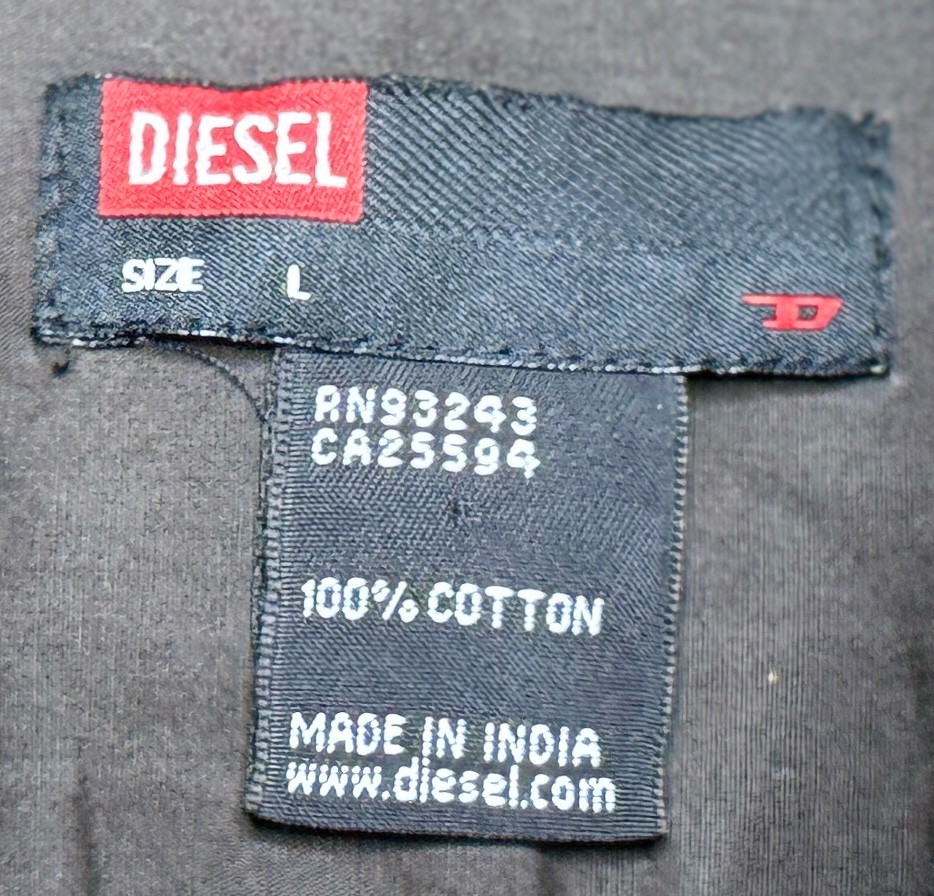 DIESEL
SIZE L
D
RN93243
CA25594
100% COTTON
MADE IN INDIA
www.diesel.com